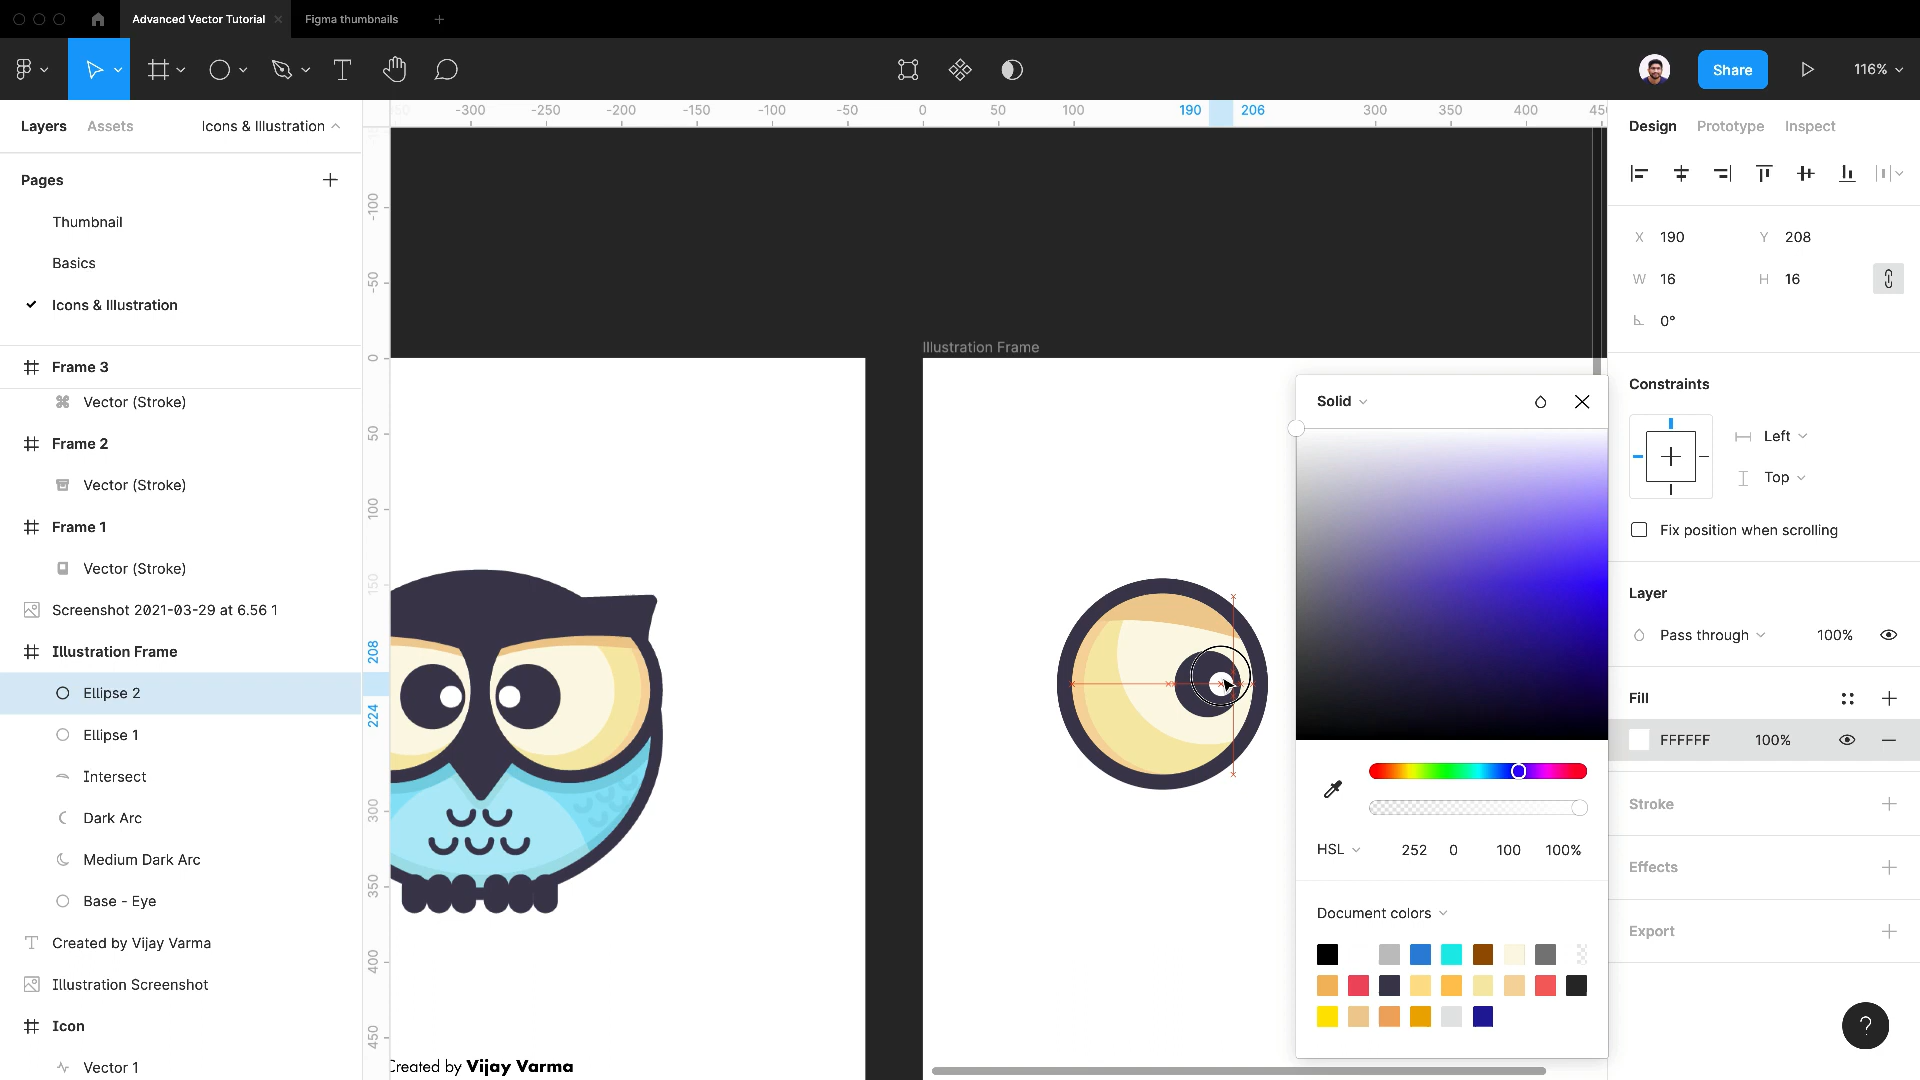 Advanced Vector Tutorial
Figma thumbnails
Share
116%
Layers
Assets
Icons & Illustration
Pages
Thumbnail
Basics
Icons & Illustration
Frame 3
Vector (Stroke)
Frame 2
Vector (Stroke)
Frame 1
Vector (Stroke)
Screenshot 2021-03-29 at 6.56 1
Illustration Frame
Ellipse 2
Ellipse 1
Intersect
Dark Arc
Medium Dark Arc
Base - Eye
Created by Vijay Varma
Illustration Screenshot
Icon
Vector 1
-300 -250 -200 -150 -100 -50 0 50 100 190 206 300 350 400
-100
-50
0
50
100
150
208
224
300
350
400
450
Illustration Frame
Created by Vijay Varma
Solid
HSL 252 0 100 100%
Document colors
Design
Prototype
Inspect
X 190 Y 208
W 16 H 16
0°
Constraints
Left
Top
Fix position when scrolling
Layer
Pass through 100%
Fill
FFFFFF 100%
Stroke
Effects
Export
?